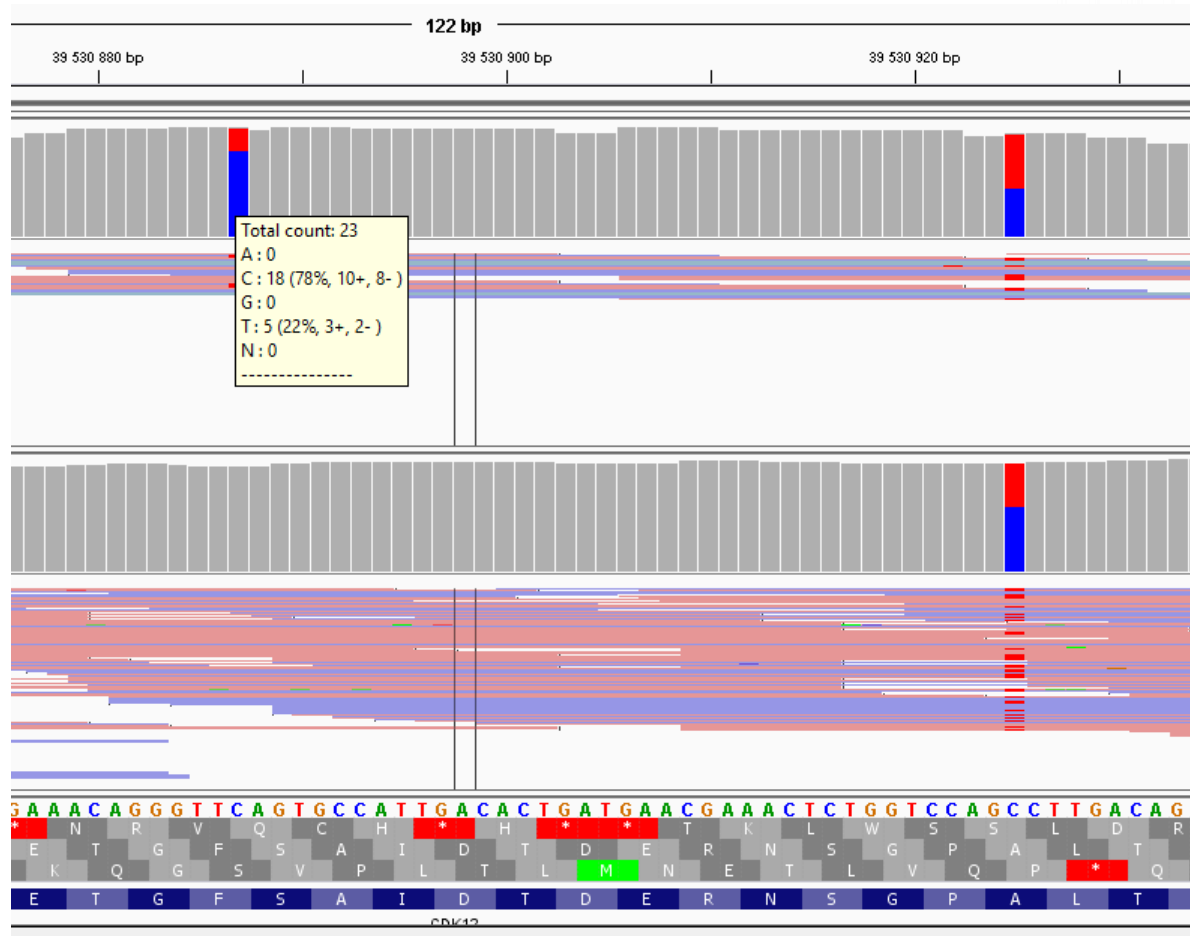 122 bp
39 530 880 bp 39 530 900 bp 39 530 920 bp
Total count: 23
A : 0
C : 18 (78%, 10+, 8- )
G : 0
T : 5 (22%, 3+, 2- )
N : 0
---------------
G A A A C A G G G T T C A G T G C C A T T G A C A C T G A T G A A C G A A A C T C T G G T C C A G C C T T G A C A G
* N R V Q C H * H * * T K L W S S L D R
E T G F S A I D T D E R N S G P A L T
K Q G S V P L T L M N E T L V Q P * Q
E T G F S A I D T D E R N S G P A L T